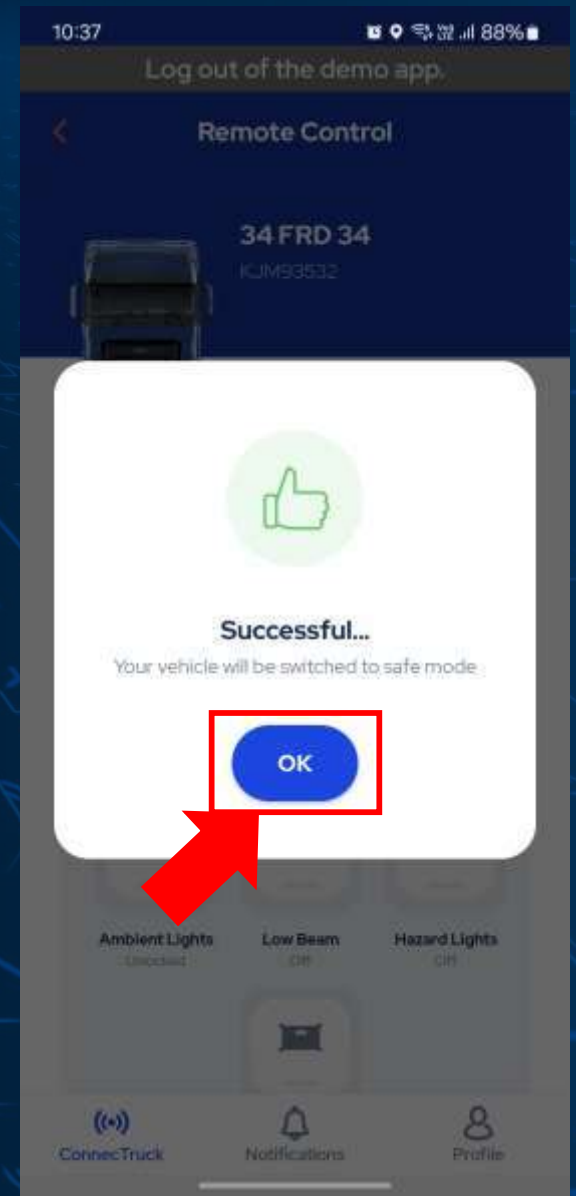 10:37
88%
Log out of the demo app.
Remote Control
34 FRD 34
KJM93532
Successful...
Your vehicle will be switched to safe mode
OK
Ambient Lights
Low Beam
Hazard Lights
Unlocked
Off
Off
ConnecTruck
Notifications
Profile